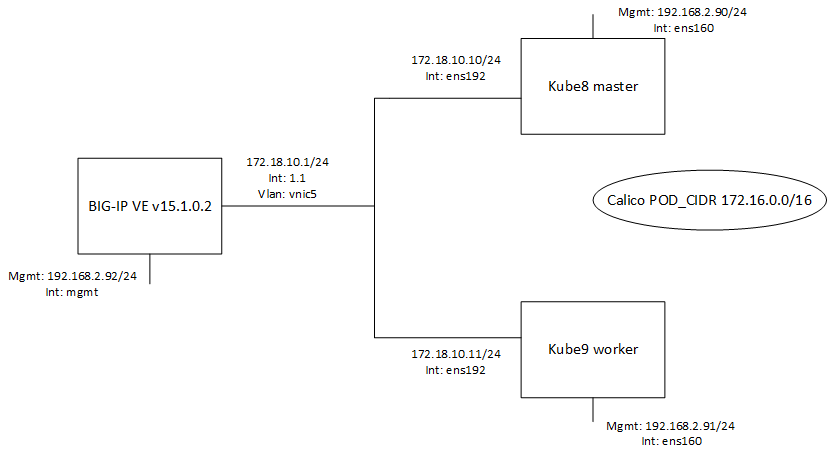 Mgmt: 192.168.2.90/24
Int: ens160
172.18.10.10/24
Int: ens192
Kube8 master
172.18.10.1/24
Int: 1.1
Vlan: vnic5
BIG-IP VE v15.1.0.2
Calico POD_CIDR 172.16.0.0/16
Mgmt: 192.168.2.92/24
Int: mgmt
Kube9 worker
172.18.10.11/24
Int: ens192
Mgmt: 192.168.2.91/24
Int: ens160